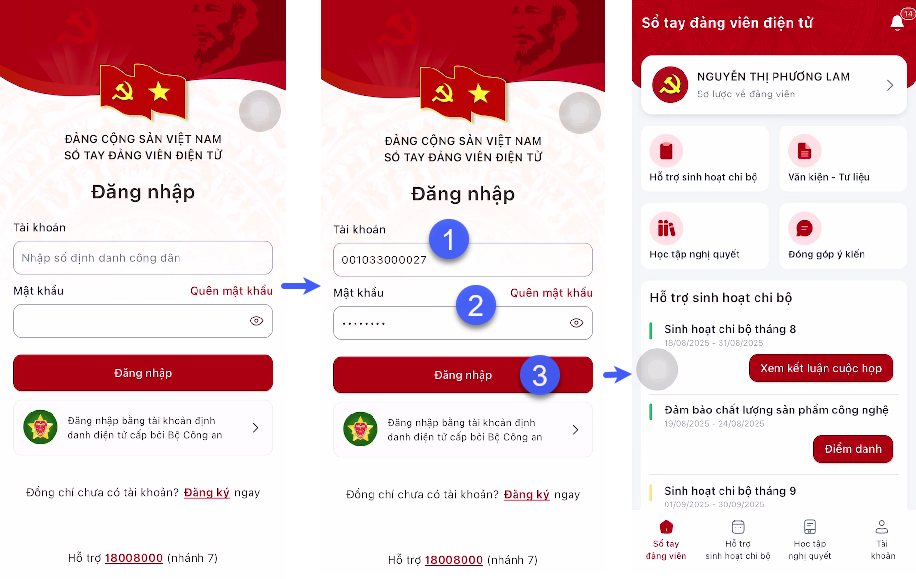 ĐẢNG CỘNG SẢN VIỆT NAM
SỔ TAY ĐẢNG VIÊN ĐIỆN TỬ
Đăng nhập
Tài khoản
Nhập số định danh công dân
Mật khẩu
Quên mật khẩu
Đăng nhập
Đăng nhập bằng tài khoản định
danh điện tử cấp bởi Bộ Công an
Đồng chí chưa có tài khoản? Đăng ký ngay
Hỗ trợ 18008000 (nhánh 7)
ĐẢNG CỘNG SẢN VIỆT NAM
SỔ TAY ĐẢNG VIÊN ĐIỆN TỬ
Đăng nhập
Tài khoản
1
001033000027
Mật khẩu
2
Quên mật khẩu
••••••••
Đăng nhập
3
Đăng nhập bằng tài khoản định
danh điện tử cấp bởi Bộ Công an
Đồng chí chưa có tài khoản? Đăng ký ngay
Hỗ trợ 18008000 (nhánh 7)
Sổ tay đảng viên điện tử
14
NGUYỄN THỊ PHƯƠNG LAM
Sơ lược về đảng viên
Hỗ trợ sinh hoạt chi bộ
Văn kiện - Tư liệu
Học tập nghị quyết
Đóng góp ý kiến
Hỗ trợ sinh hoạt chi bộ
Sinh hoạt chi bộ tháng 8
18/08/2025 - 31/08/2025
Xem kết luận cuộc họp
Đảm bảo chất lượng sản phẩm công nghệ
19/08/2025 - 24/08/2025
Điểm danh
Sinh hoạt chi bộ tháng 9
01/09/2025 - 30/09/2025
Sổ tay
đảng viên
Hỗ trợ
sinh hoạt chi bộ
Học tập
nghị quyết
Tài
khoản